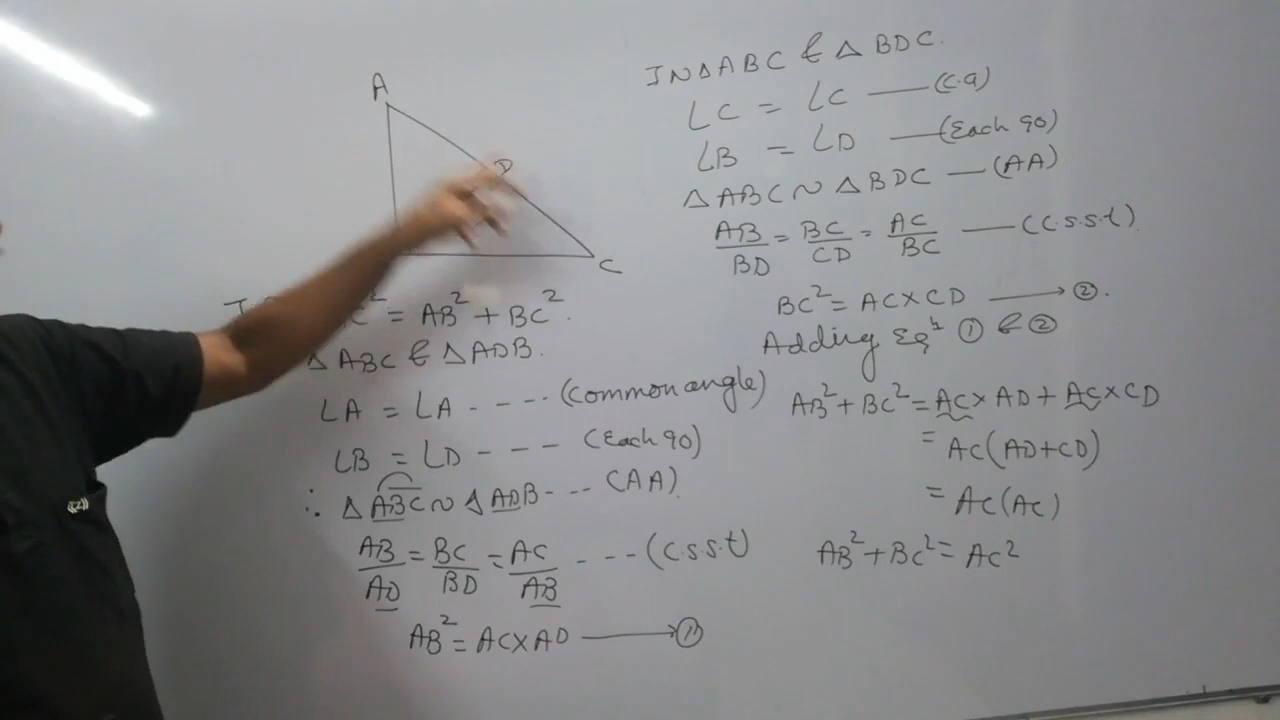 A
D
C
C² = AB² + BC².
△ABC & △ADB.
∠A = ∠A - - - - (Common angle)
∠B = ∠D - - - - (Each 90)
∴ △ABC ~ △ADB - - - (AA)
AB/AD = BC/BD = AC/AB - - - (C.S.S.t)
AB² = AC×AD ⟶ ①
IN△ABC & △BDC.
∠C = ∠C —— (C.a)
∠B = ∠D —— (Each 90)
△ABC ~ △BDC — (AA)
AB/BD = BC/CD = AC/BC —— (C.S.S.t).
BC² = AC×CD ⟶ ②.
Adding Eqⁿ ① & ②
AB² + BC² = AC×AD + AC×CD
= AC(AD+CD)
= AC(AC)
AB² + BC² = AC²